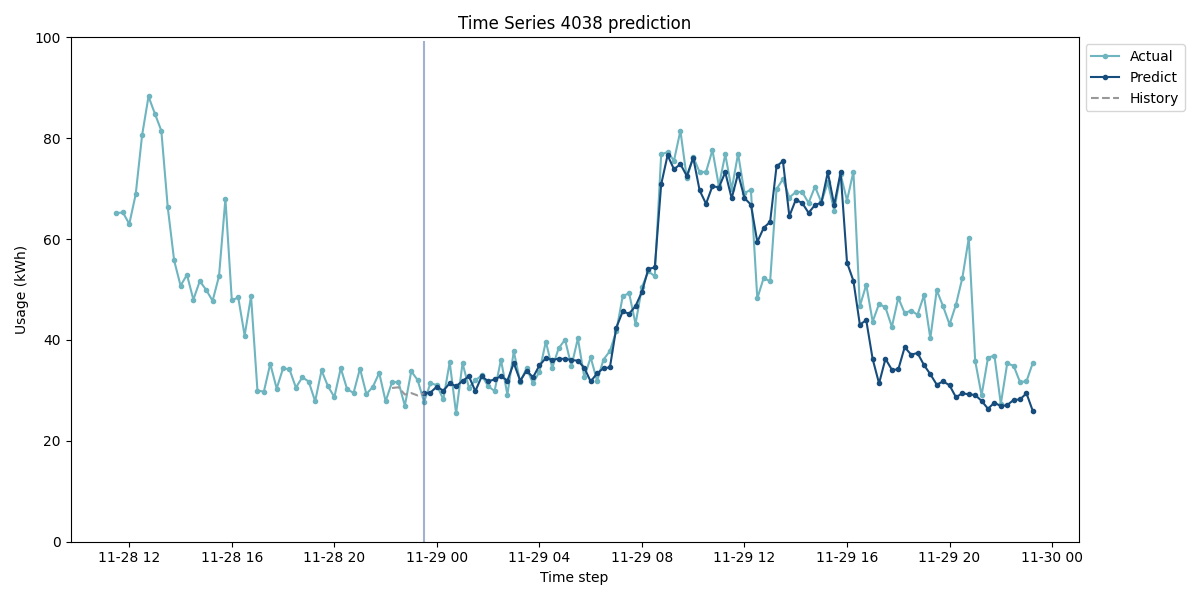 Time Series 4038 prediction
100
80
60
40
20
0
Usage (kWh)
11-28 12
11-28 16
11-28 20
11-29 00
11-29 04
11-29 08
11-29 12
11-29 16
11-29 20
11-30 00
Time step
Actual
Predict
History